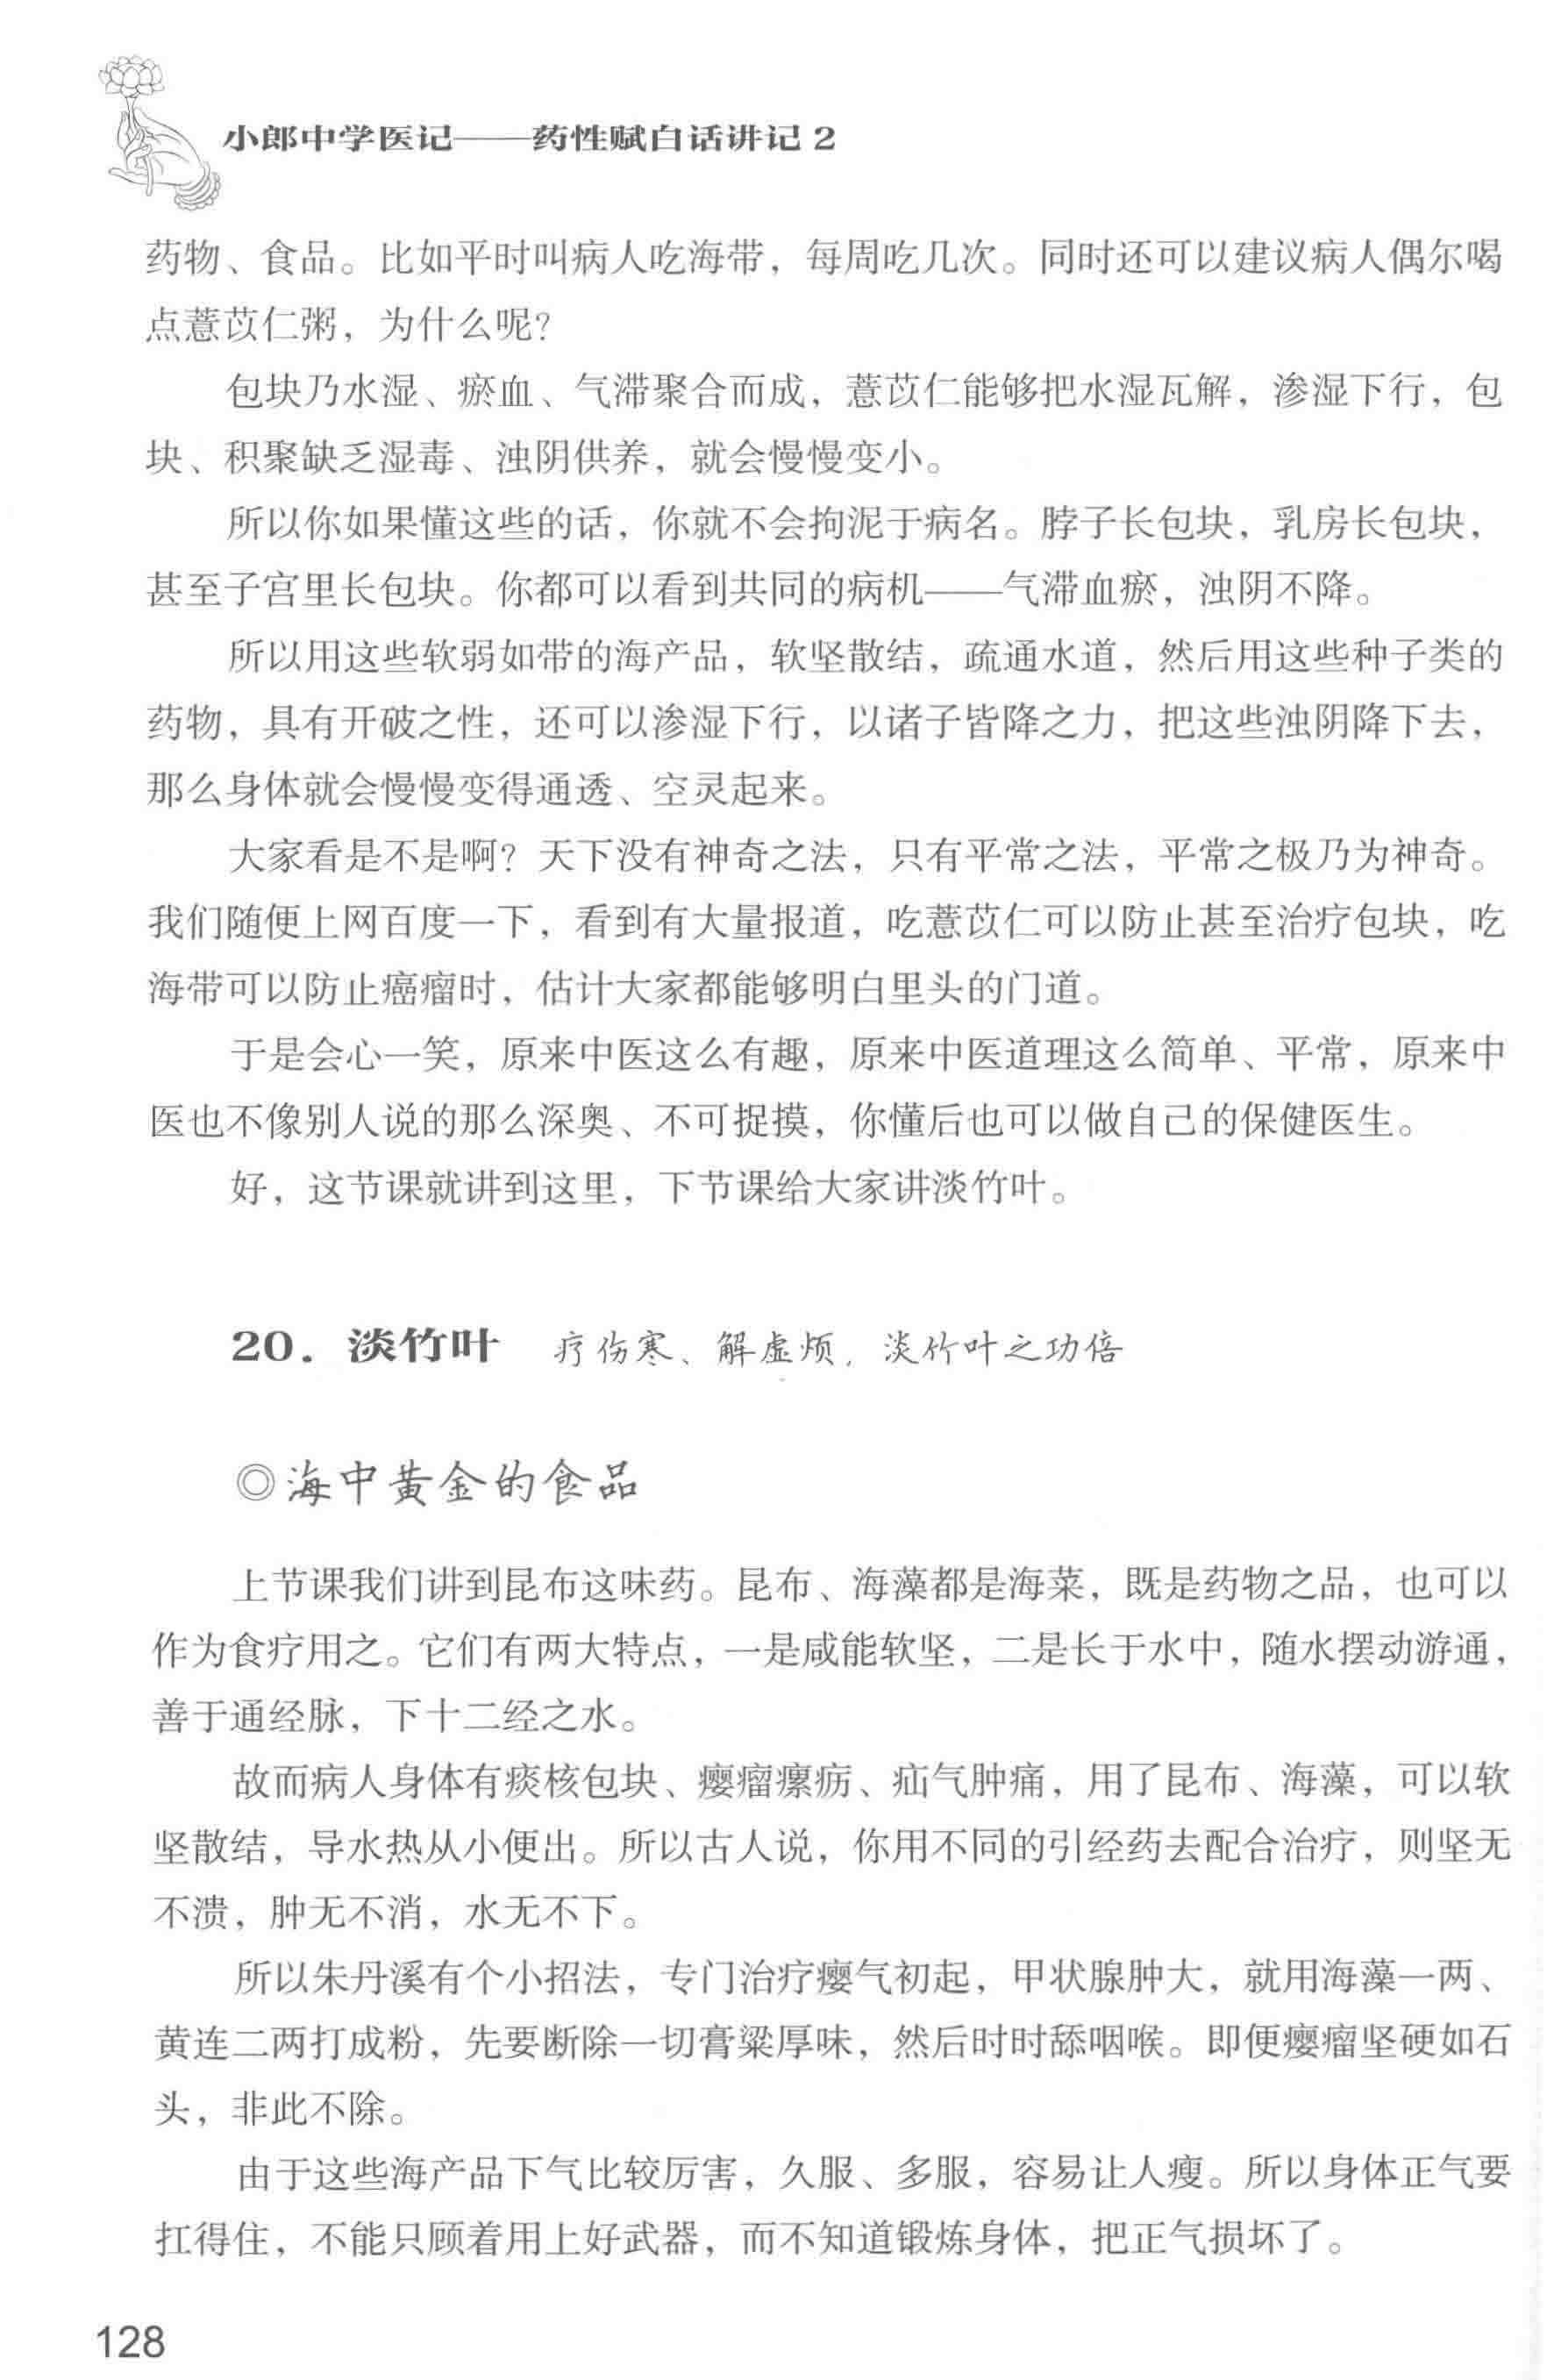 小郎中学医记——药性赋白话讲记 2
药物、食品。比如平时叫病人吃海带，每周吃几次。同时还可以建议病人偶尔喝
点薏苡仁粥，为什么呢？
包块乃水湿、瘀血、气滞聚合而成，薏苡仁能够把水湿瓦解，渗湿下行，包
块、积聚缺乏湿毒、浊阴供养，就会慢慢变小。
所以你如果懂这些的话，你就不会拘泥于病名。脖子长包块，乳房长包块，
甚至子宫里长包块。你都可以看到共同的病机——气滞血瘀，浊阴不降。
所以用这些软弱如带的海产品，软坚散结，疏通水道，然后用这些种子类的
药物，具有开破之性，还可以渗湿下行，以诸子皆降之力，把这些浊阴降下去，
那么身体就会慢慢变得通透、空灵起来。
大家看是不是啊？天下没有神奇之法，只有平常之法，平常之极乃为神奇。
我们随便上网百度一下，看到有大量报道，吃薏苡仁可以防止甚至治疗包块，吃
海带可以防止癌瘤时，估计大家都能够明白里头的门道。
于是会心一笑，原来中医这么有趣，原来中医道理这么简单、平常，原来中
医也不像别人说的那么深奥、不可捉摸，你懂后也可以做自己的保健医生。
好，这节课就讲到这里，下节课给大家讲淡竹叶。
20．淡竹叶 疗伤寒、解虚烦，淡竹叶之功倍
◎海中黄金的食品
上节课我们讲到昆布这味药。昆布、海藻都是海菜，既是药物之品，也可以
作为食疗用之。它们有两大特点，一是咸能软坚，二是长于水中，随水摆动游通，
善于通经脉，下十二经之水。
故而病人身体有痰核包块、瘿瘤瘰疬、疝气肿痛，用了昆布、海藻，可以软
坚散结，导水热从小便出。所以古人说，你用不同的引经药去配合治疗，则坚无
不溃，肿无不消，水无不下。
所以朱丹溪有个小招法，专门治疗瘿气初起，甲状腺肿大，就用海藻一两、
黄连二两打成粉，先要断除一切膏粱厚味，然后时时舔咽喉。即便瘿瘤坚硬如石
头，非此不除。
由于这些海产品下气比较厉害，久服、多服，容易让人瘦。所以身体正气要
扛得住，不能只顾着用上好武器，而不知道锻炼身体，把正气损坏了。
128